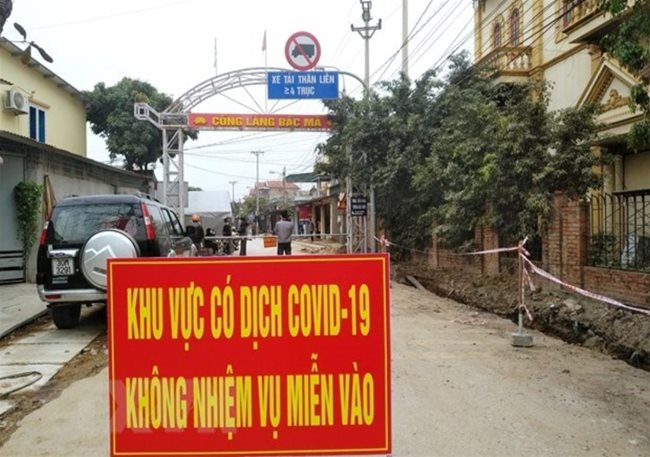 XE TẢI THÂN LIỀN
≥4 TRỤC
CỔNG LÀNG BẮC MÃ
KHU VỰC CÓ DỊCH COVID-19
KHÔNG NHIỆM VỤ MIỄN VÀO